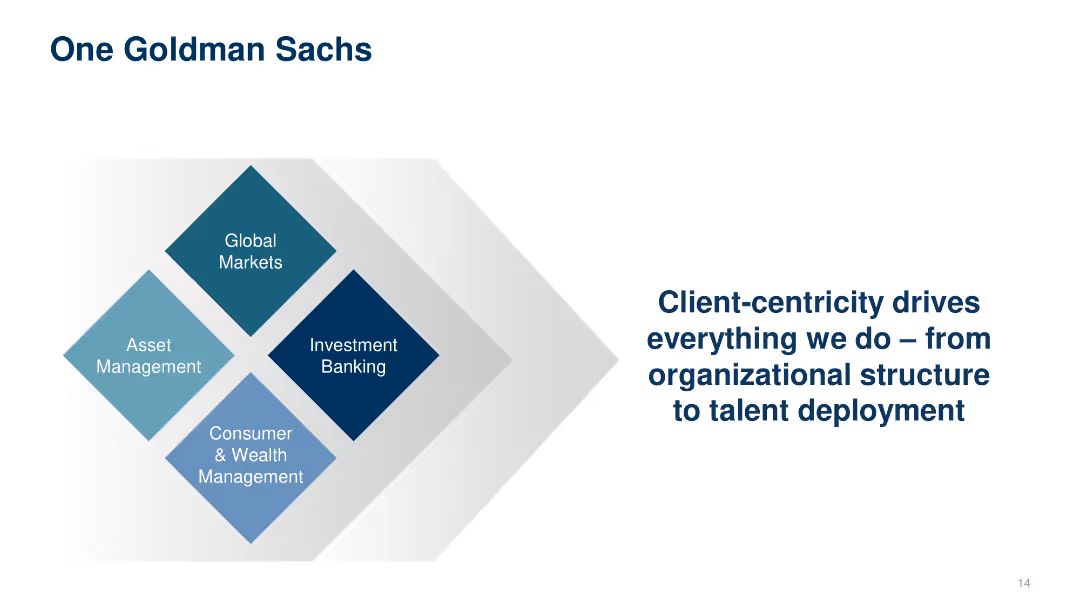 One Goldman Sachs
Global
Markets
Asset
Management
Investment
Banking
Consumer
& Wealth
Management
Client-centricity drives
everything we do – from
organizational structure
to talent deployment
14